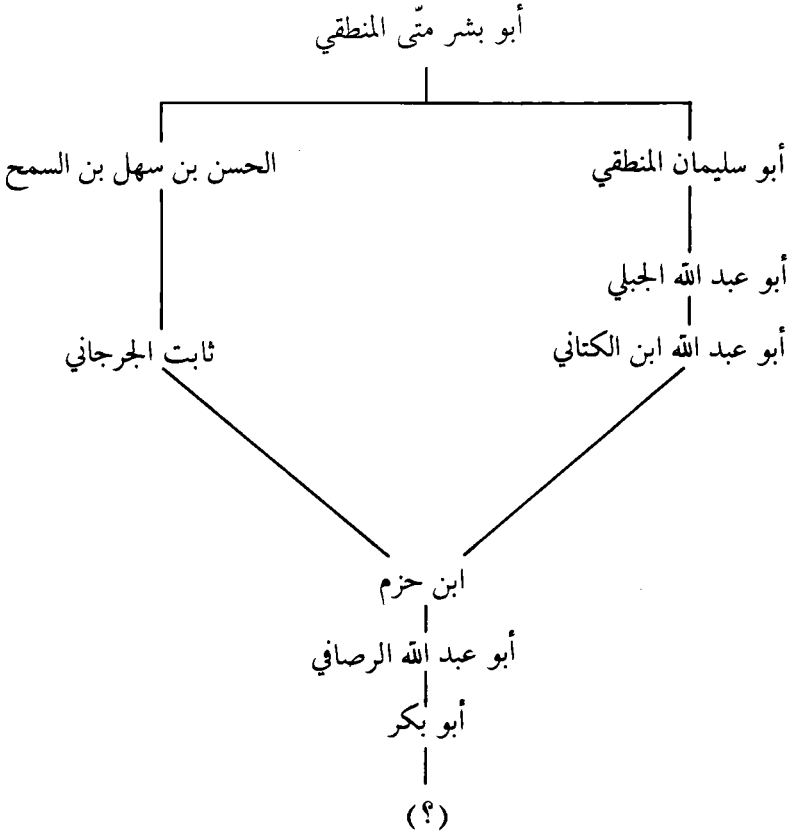 أبو بشر متّى المنطقي
أبو سليمان المنطقي
الحسن بن سهل بن السمح
أبو عبد الله الجبلي
أبو عبد الله ابن الكتاني
ثابت الجرجاني
ابن حزم
أبو عبد الله الرصافي
أبو بكر
(؟)